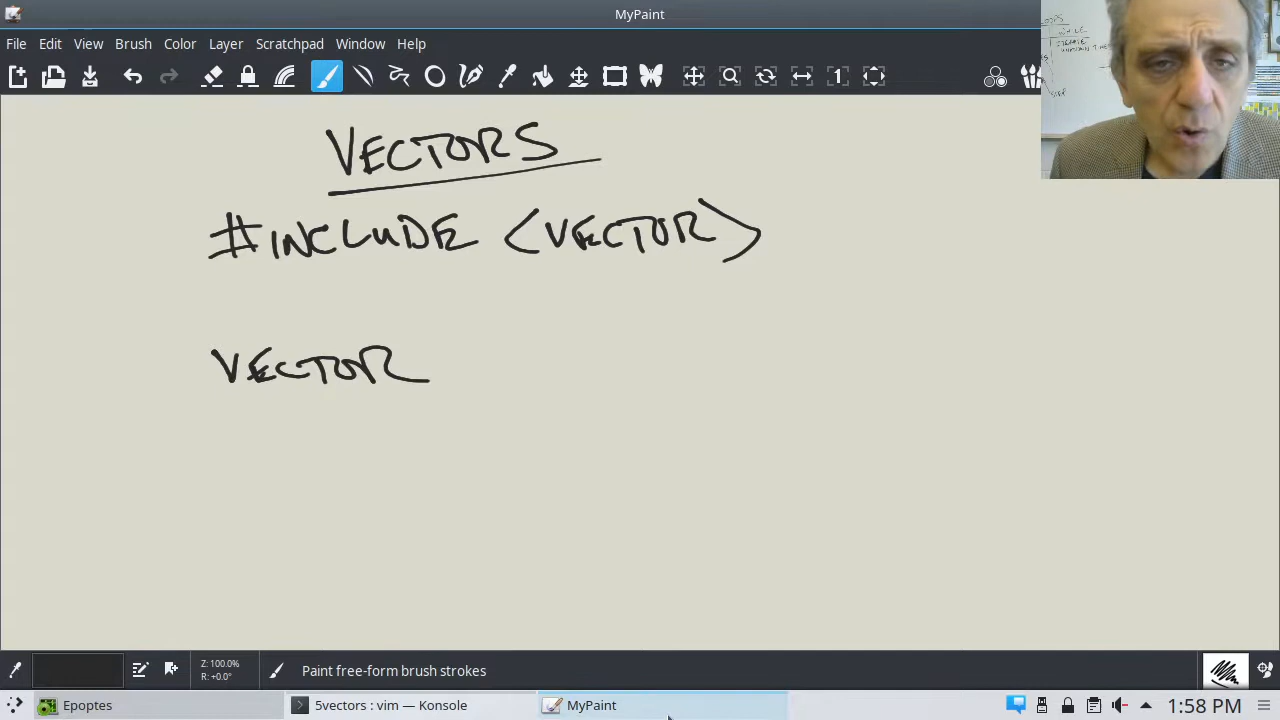 MyPaint
File Edit View Brush Color Layer Scratchpad Window Help
VECTORS
#INCLUDE <VECTOR>
VECTOR
Z: 100.0%
R: +0.0°
Paint free-form brush strokes
Epoptes
5vectors : vim — Konsole
MyPaint
1:58 PM